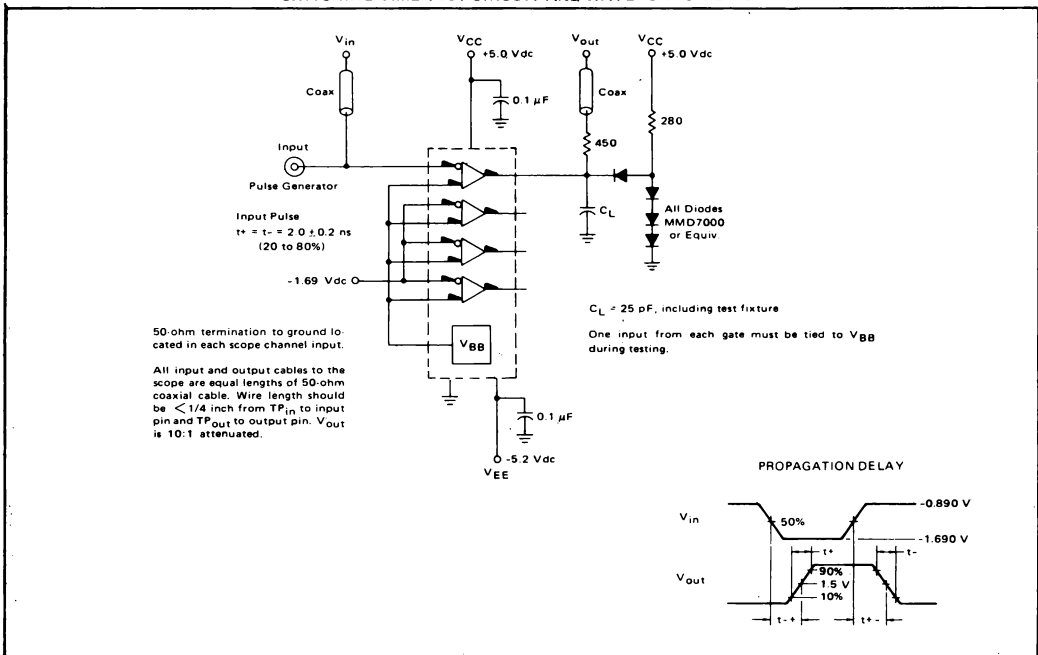 Vin
VCC
+5.0 Vdc
Vout
VCC
+5.0 Vdc
Coax
0.1 µF
Coax
280
450
Input
Pulse Generator
CL
All Diodes
MMD7000
or Equiv.
Input Pulse
t+ = t- = 2.0 ± 0.2 ns
(20 to 80%)
-1.69 Vdc
CL = 25 pF, including test fixture
One input from each gate must be tied to VBB
during testing.
50-ohm termination to ground lo-
cated in each scope channel input.
VBB
All input and output cables to the
scope are equal lengths of 50-ohm
coaxial cable. Wire length should
be < 1/4 inch from TPin to input
pin and TPout to output pin. Vout
is 10:1 attenuated.
0.1 µF
-5.2 Vdc
VEE
PROPAGATION DELAY
Vin
50%
-0.890 V
-1.690 V
t+
t-
Vout
90%
1.5 V
10%
t-+
t+-